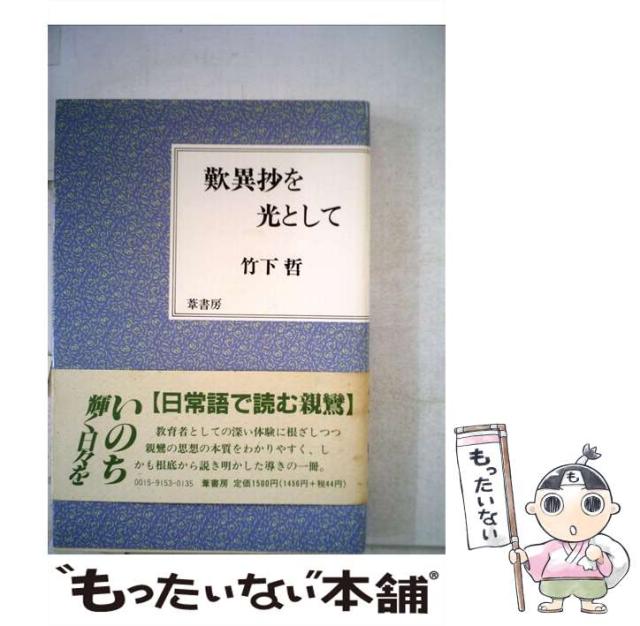 歎異抄を
光として
竹下 哲
葦書房
いのち
輝く日々を
【日常語で読む親鸞】
教育者としての深い体験に根ざしつつ
親鸞の思想の本質をわかりやすく、し
かも根底から説き明かした導きの一冊。
0015-9153-0135 葦書房 定価1500円(1456円+税44円)
も
もったいない
"もったいない"本舗®